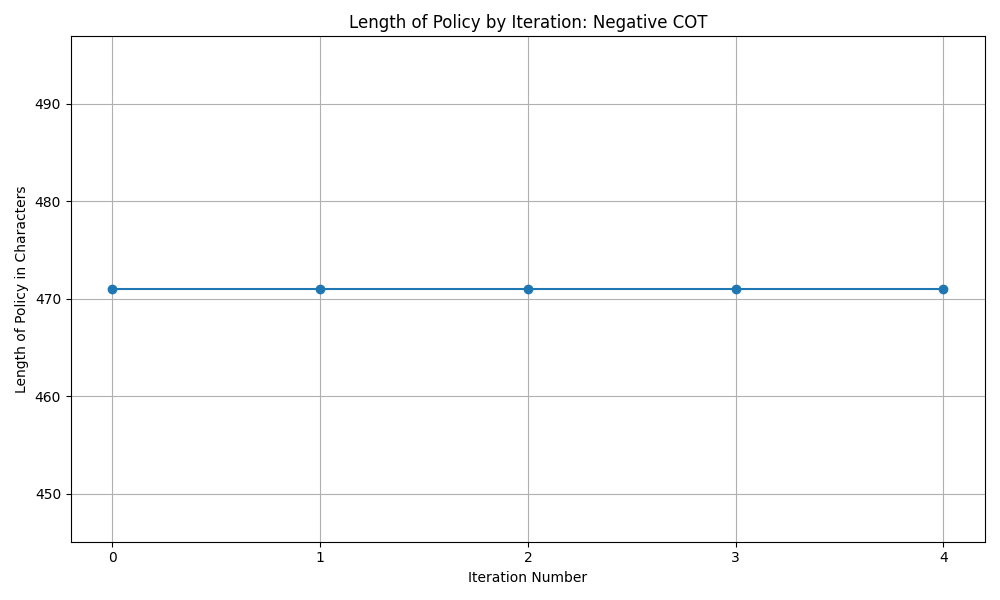 Length of Policy by Iteration: Negative COT
Length of Policy in Characters
490
480
470
460
450
0 1 2 3 4
Iteration Number